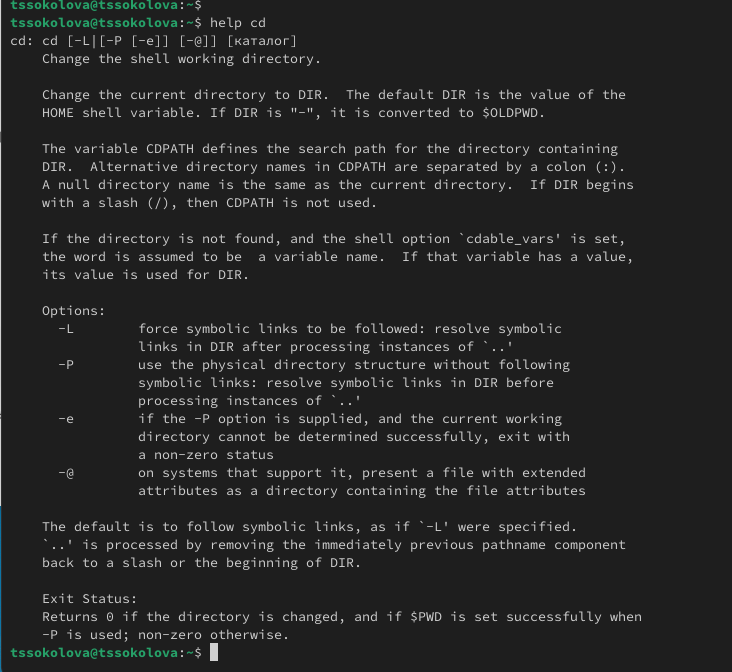 tssokolova@tssokolova:~$
tssokolova@tssokolova:~$ help cd
cd: cd [-L|[-P [-e]] [-@]] [каталог]
    Change the shell working directory.

    Change the current directory to DIR.  The default DIR is the value of the
    HOME shell variable. If DIR is "-", it is converted to $OLDPWD.

    The variable CDPATH defines the search path for the directory containing
    DIR.  Alternative directory names in CDPATH are separated by a colon (:).
    A null directory name is the same as the current directory.  If DIR begins
    with a slash (/), then CDPATH is not used.

    If the directory is not found, and the shell option `cdable_vars' is set,
    the word is assumed to be  a variable name.  If that variable has a value,
    its value is used for DIR.

    Options:
      -L        force symbolic links to be followed: resolve symbolic
                links in DIR after processing instances of `..'
      -P        use the physical directory structure without following
                symbolic links: resolve symbolic links in DIR before
                processing instances of `..'
      -e        if the -P option is supplied, and the current working
                directory cannot be determined successfully, exit with
                a non-zero status
      -@        on systems that support it, present a file with extended
                attributes as a directory containing the file attributes

    The default is to follow symbolic links, as if `-L' were specified.
    `..' is processed by removing the immediately previous pathname component
    back to a slash or the beginning of DIR.

    Exit Status:
    Returns 0 if the directory is changed, and if $PWD is set successfully when
    -P is used; non-zero otherwise.
tssokolova@tssokolova:~$